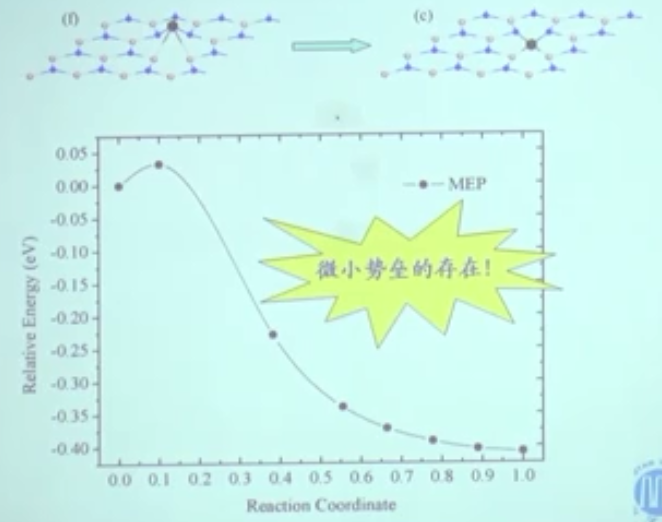 (f)
(c)
0.05
0.00
-0.05
-0.10
-0.15
-0.20
-0.25
-0.30
-0.35
-0.40
Relative Energy (eV)
MEP
微小势垒的存在!
0.0 0.1 0.2 0.3 0.4 0.5 0.6 0.7 0.8 0.9 1.0
Reaction Coordinate